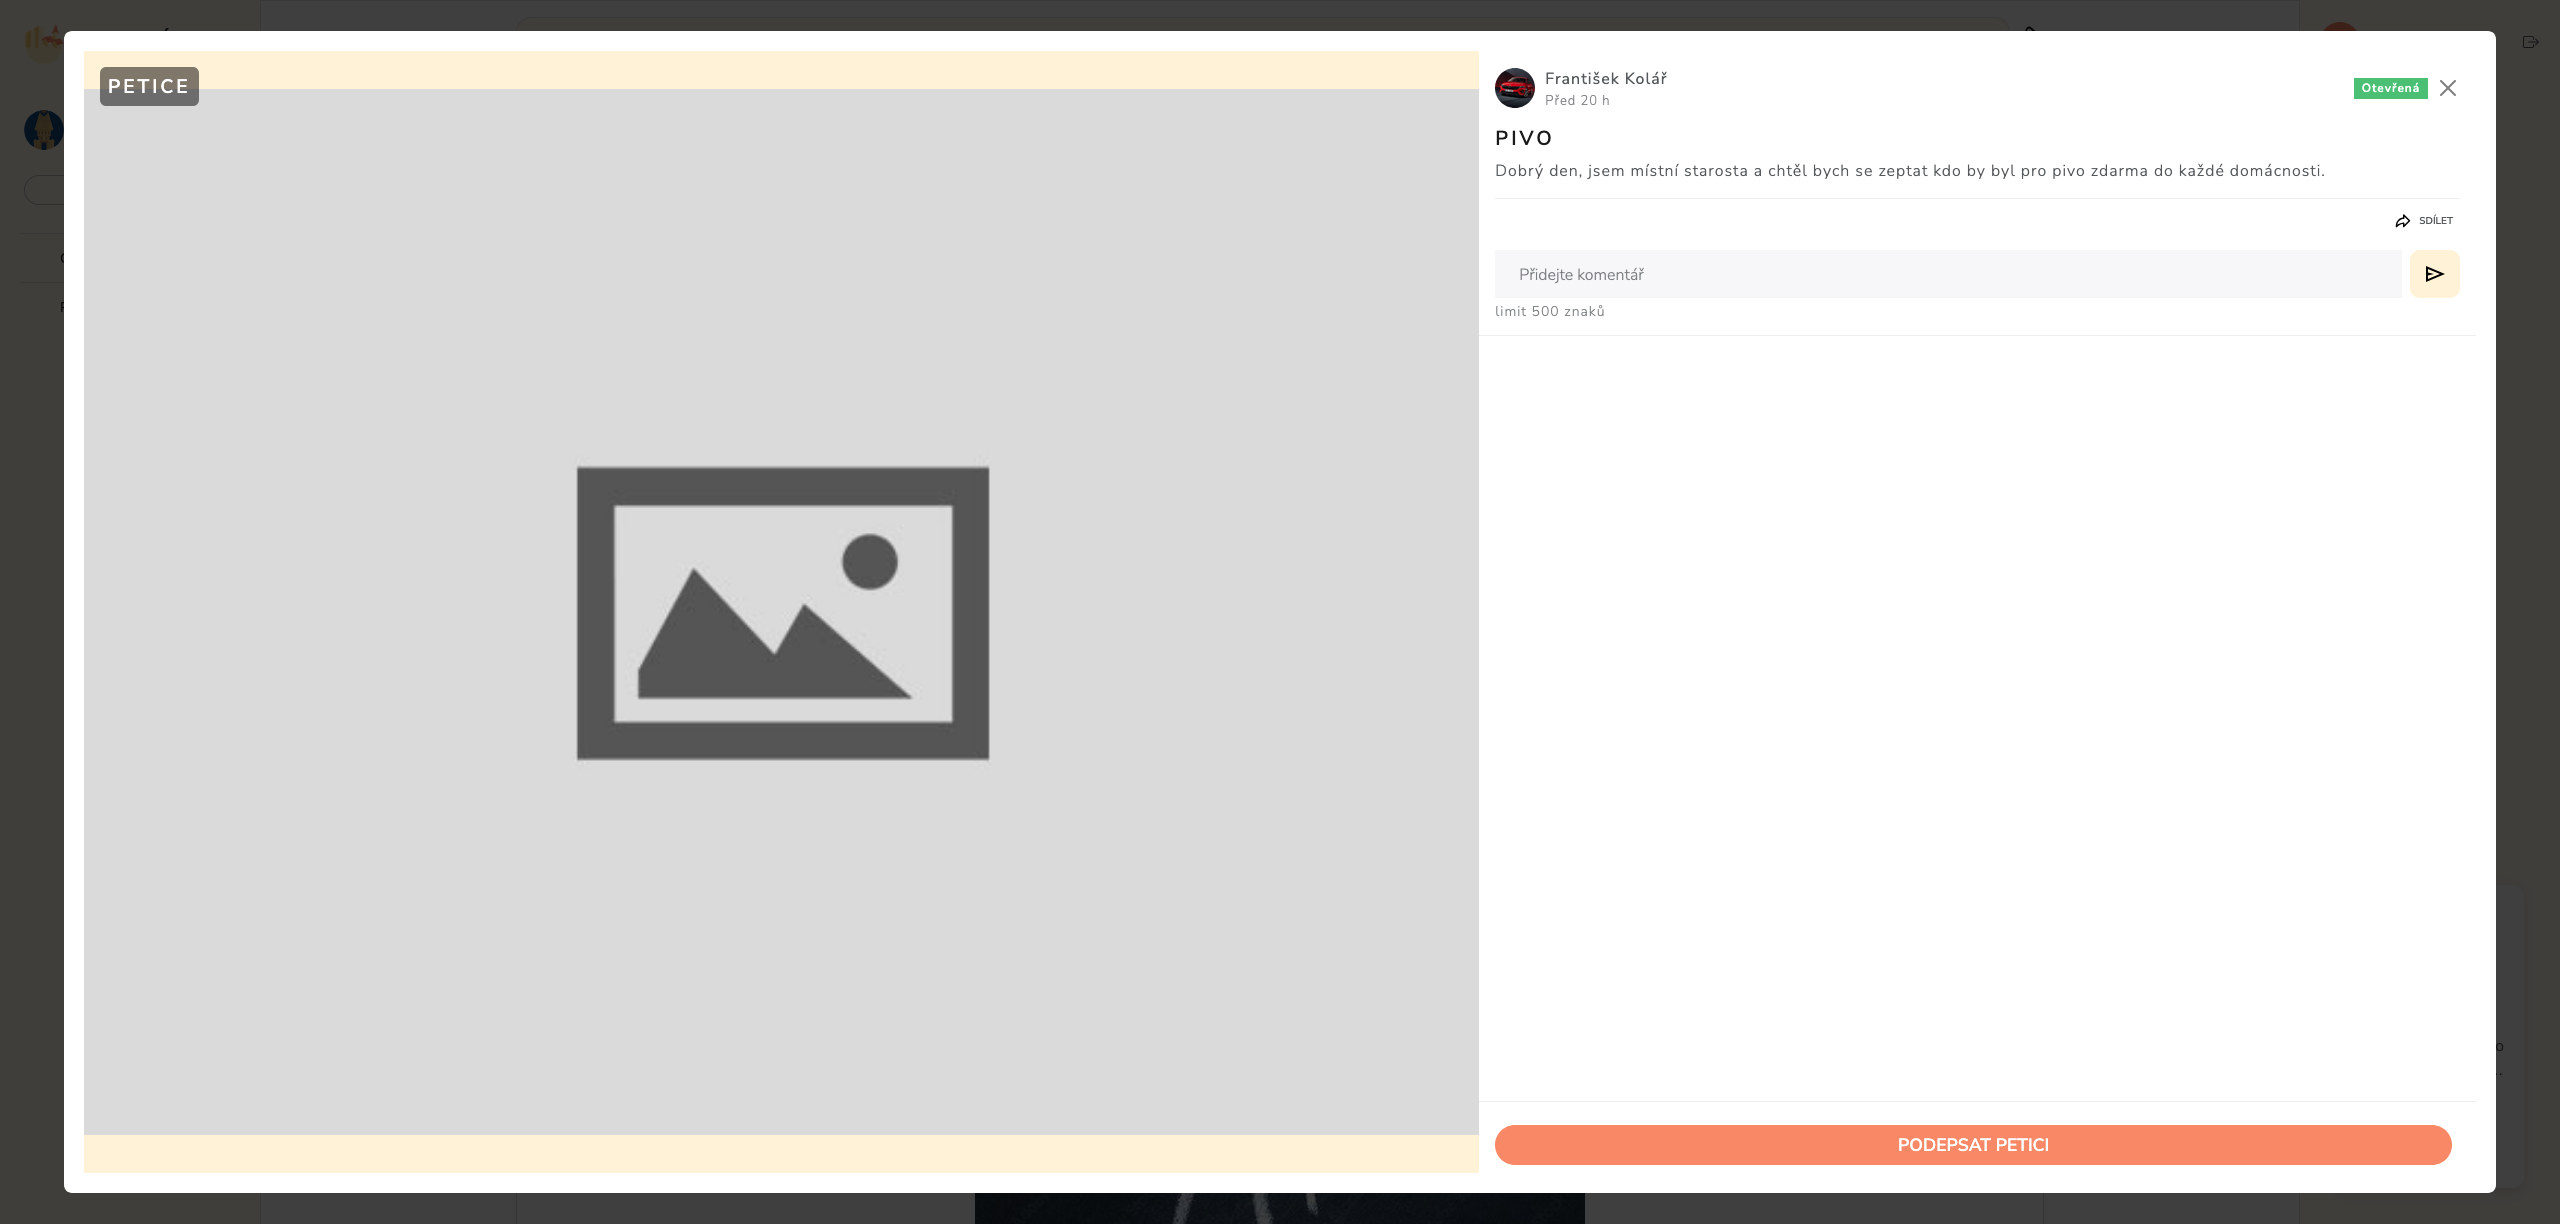 PETICE
František Kolář
Před 20 h
Otevřená
PIVO
Dobrý den, jsem místní starosta a chtěl bych se zeptat kdo by byl pro pivo zdarma do každé domácnosti.
SDÍLET
Přidejte komentář
limit 500 znaků
PODEPSAT PETICI